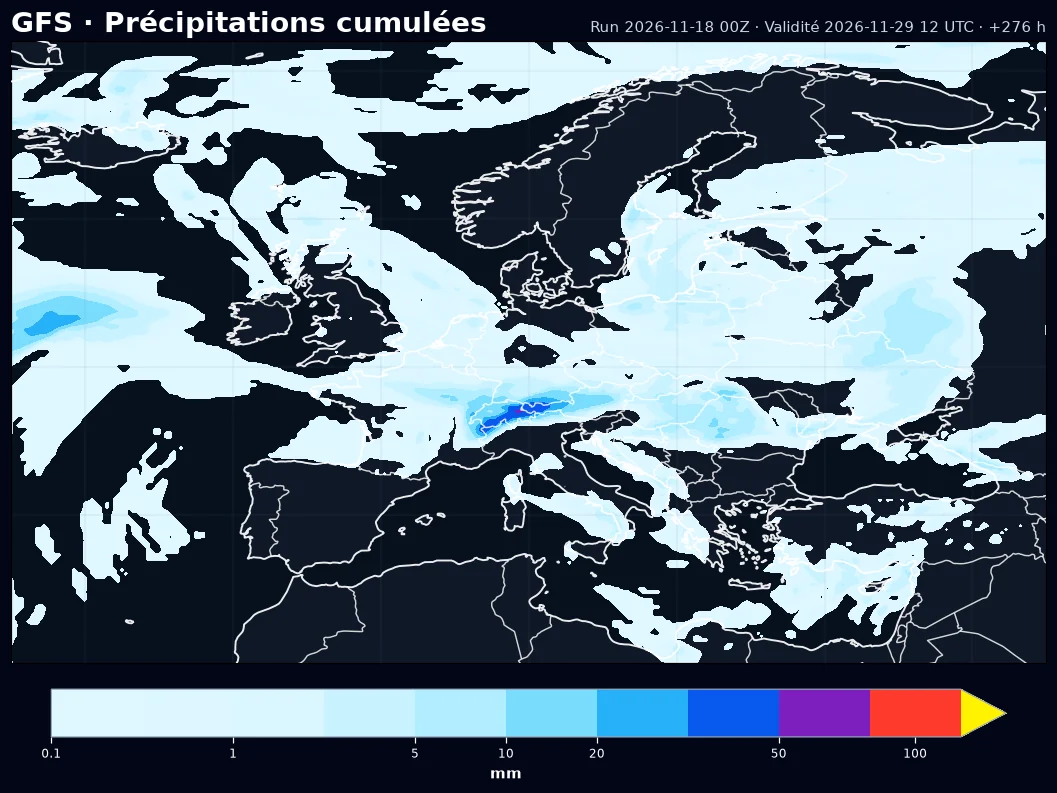 GFS · Précipitations cumulées
Run 2026-11-18 00Z · Validité 2026-11-29 12 UTC · +276 h
0.1 1 5 10 20 50 100
mm